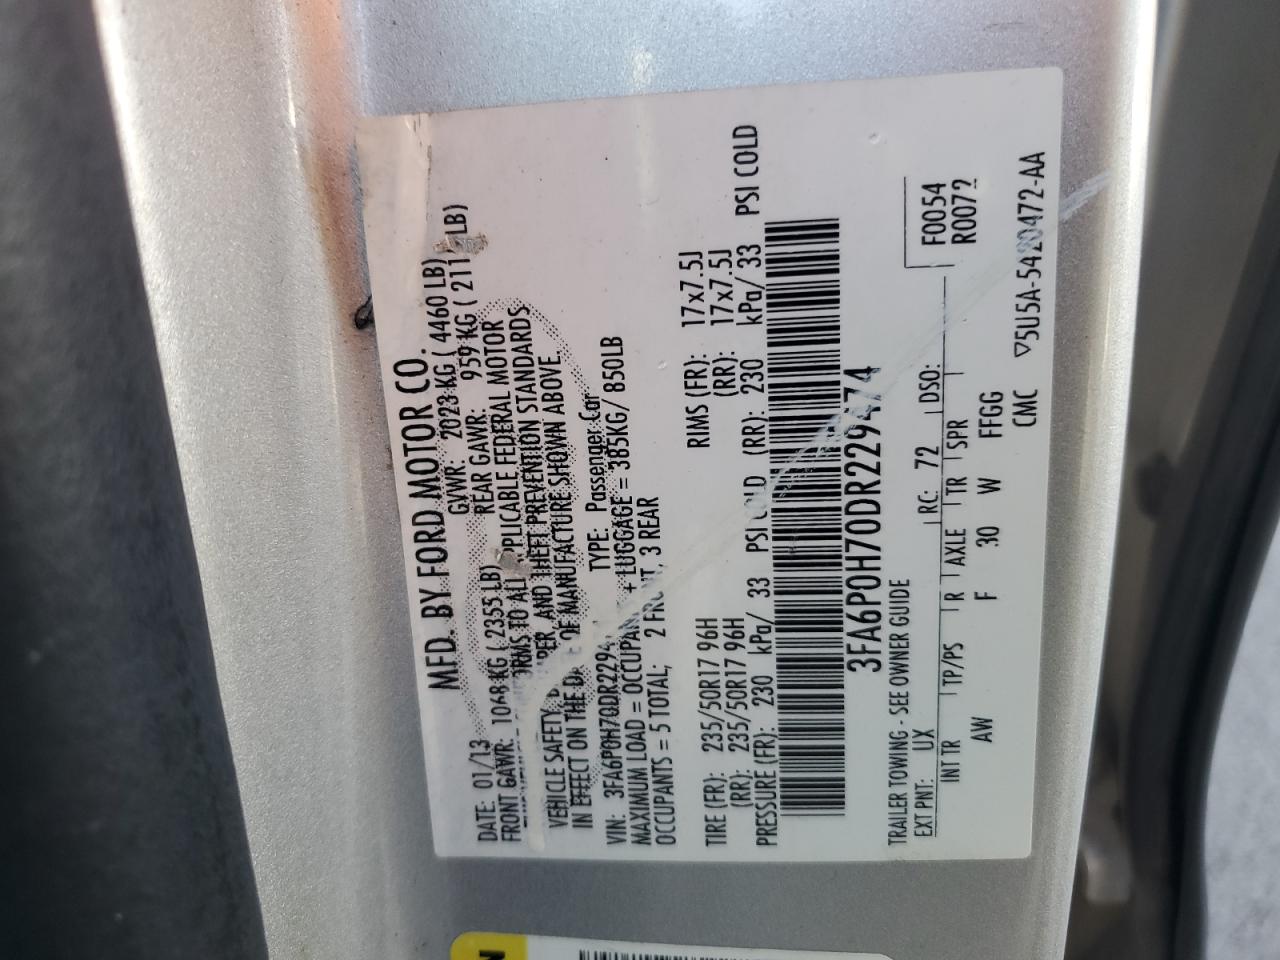 MFD. BY FORD MOTOR CO.
DATE: 01/13 GVWR: 2023 KG ( 4460 LB)
FRONT GAWR: 1068 KG ( 2355 LB) REAR GAWR: 959 KG ( 211 LB)
FEDERAL MOTOR
VEHICLE SAFETY, AND THEFT PREVENTION STANDARDS
IN EFFECT ON THE OF MANUFACTURE SHOWN ABOVE.
VIN: 3FA6P0H70DR2294 TYPE: Passenger Car
MAXIMUM LOAD = OCCUPAN + LUGGAGE = 385KG/ 850LB
OCCUPANTS = 5 TOTAL; 2 FRONT, 3 REAR
TIRE (FR): 235/50R17 96H RIMS (FR): 17x7.5J
(RR): 235/50R17 96H (RR): 17x7.5J
PRESSURE (FR): 230 kPa/ 33 PSI COLD (RR): 230 kPa/ 33 PSI COLD
3FA6P0H70DR229474
TRAILER TOWING - SEE OWNER GUIDE
F0054
EXT PNT: UX RC: 72 DSO: R0072
INT TR TP/PS R AXLE TR SPR
AW F 30 W FFGG
CMC ▽5U5A-5420472-AA
N